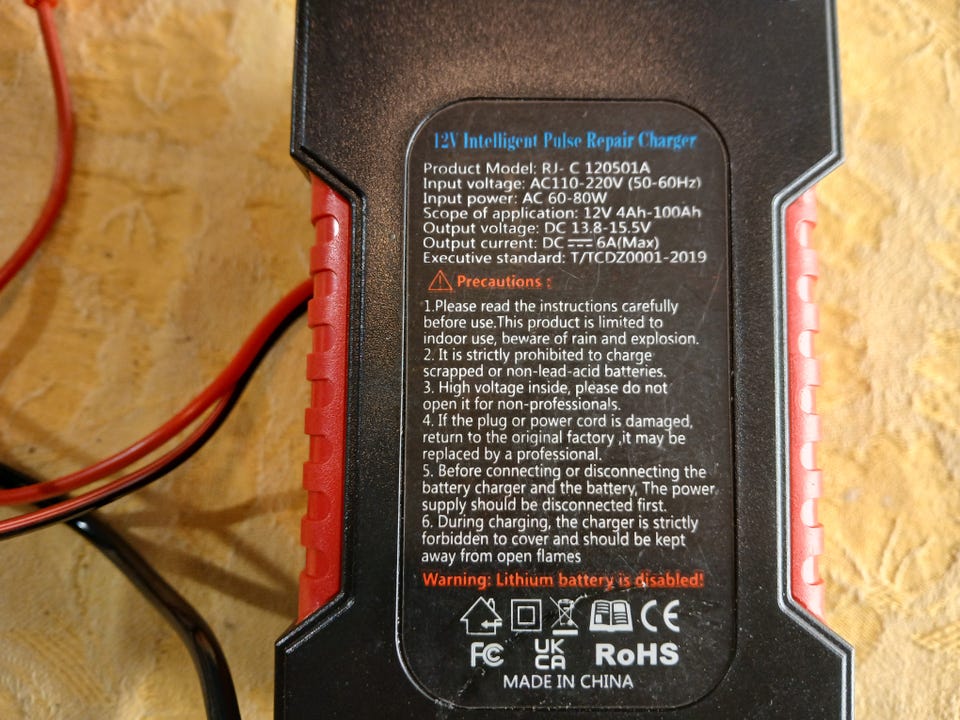 12V Intelligent Pulse Repair Charger
Product Model: RJ- C 120501A
Input voltage: AC110-220V (50-60Hz)
Input power: AC 60-80W
Scope of application: 12V 4Ah-100Ah
Output voltage: DC 13.8-15.5V
Output current: DC ⎓ 6A(Max)
Executive standard: T/TCDZ0001-2019
Precautions :
1.Please read the instructions carefully
before use.This product is limited to
indoor use, beware of rain and explosion.
2. It is strictly prohibited to charge
scrapped or non-lead-acid batteries.
3. High voltage inside, please do not
open it for non-professionals.
4. If the plug or power cord is damaged,
return to the original factory ,it may be
replaced by a professional.
5. Before connecting or disconnecting the
battery charger and the battery, The power
supply should be disconnected first.
6. During charging, the charger is strictly
forbidden to cover and should be kept
away from open flames
Warning: Lithium battery is disabled!
CE
FC
UK
CA
RoHS
MADE IN CHINA